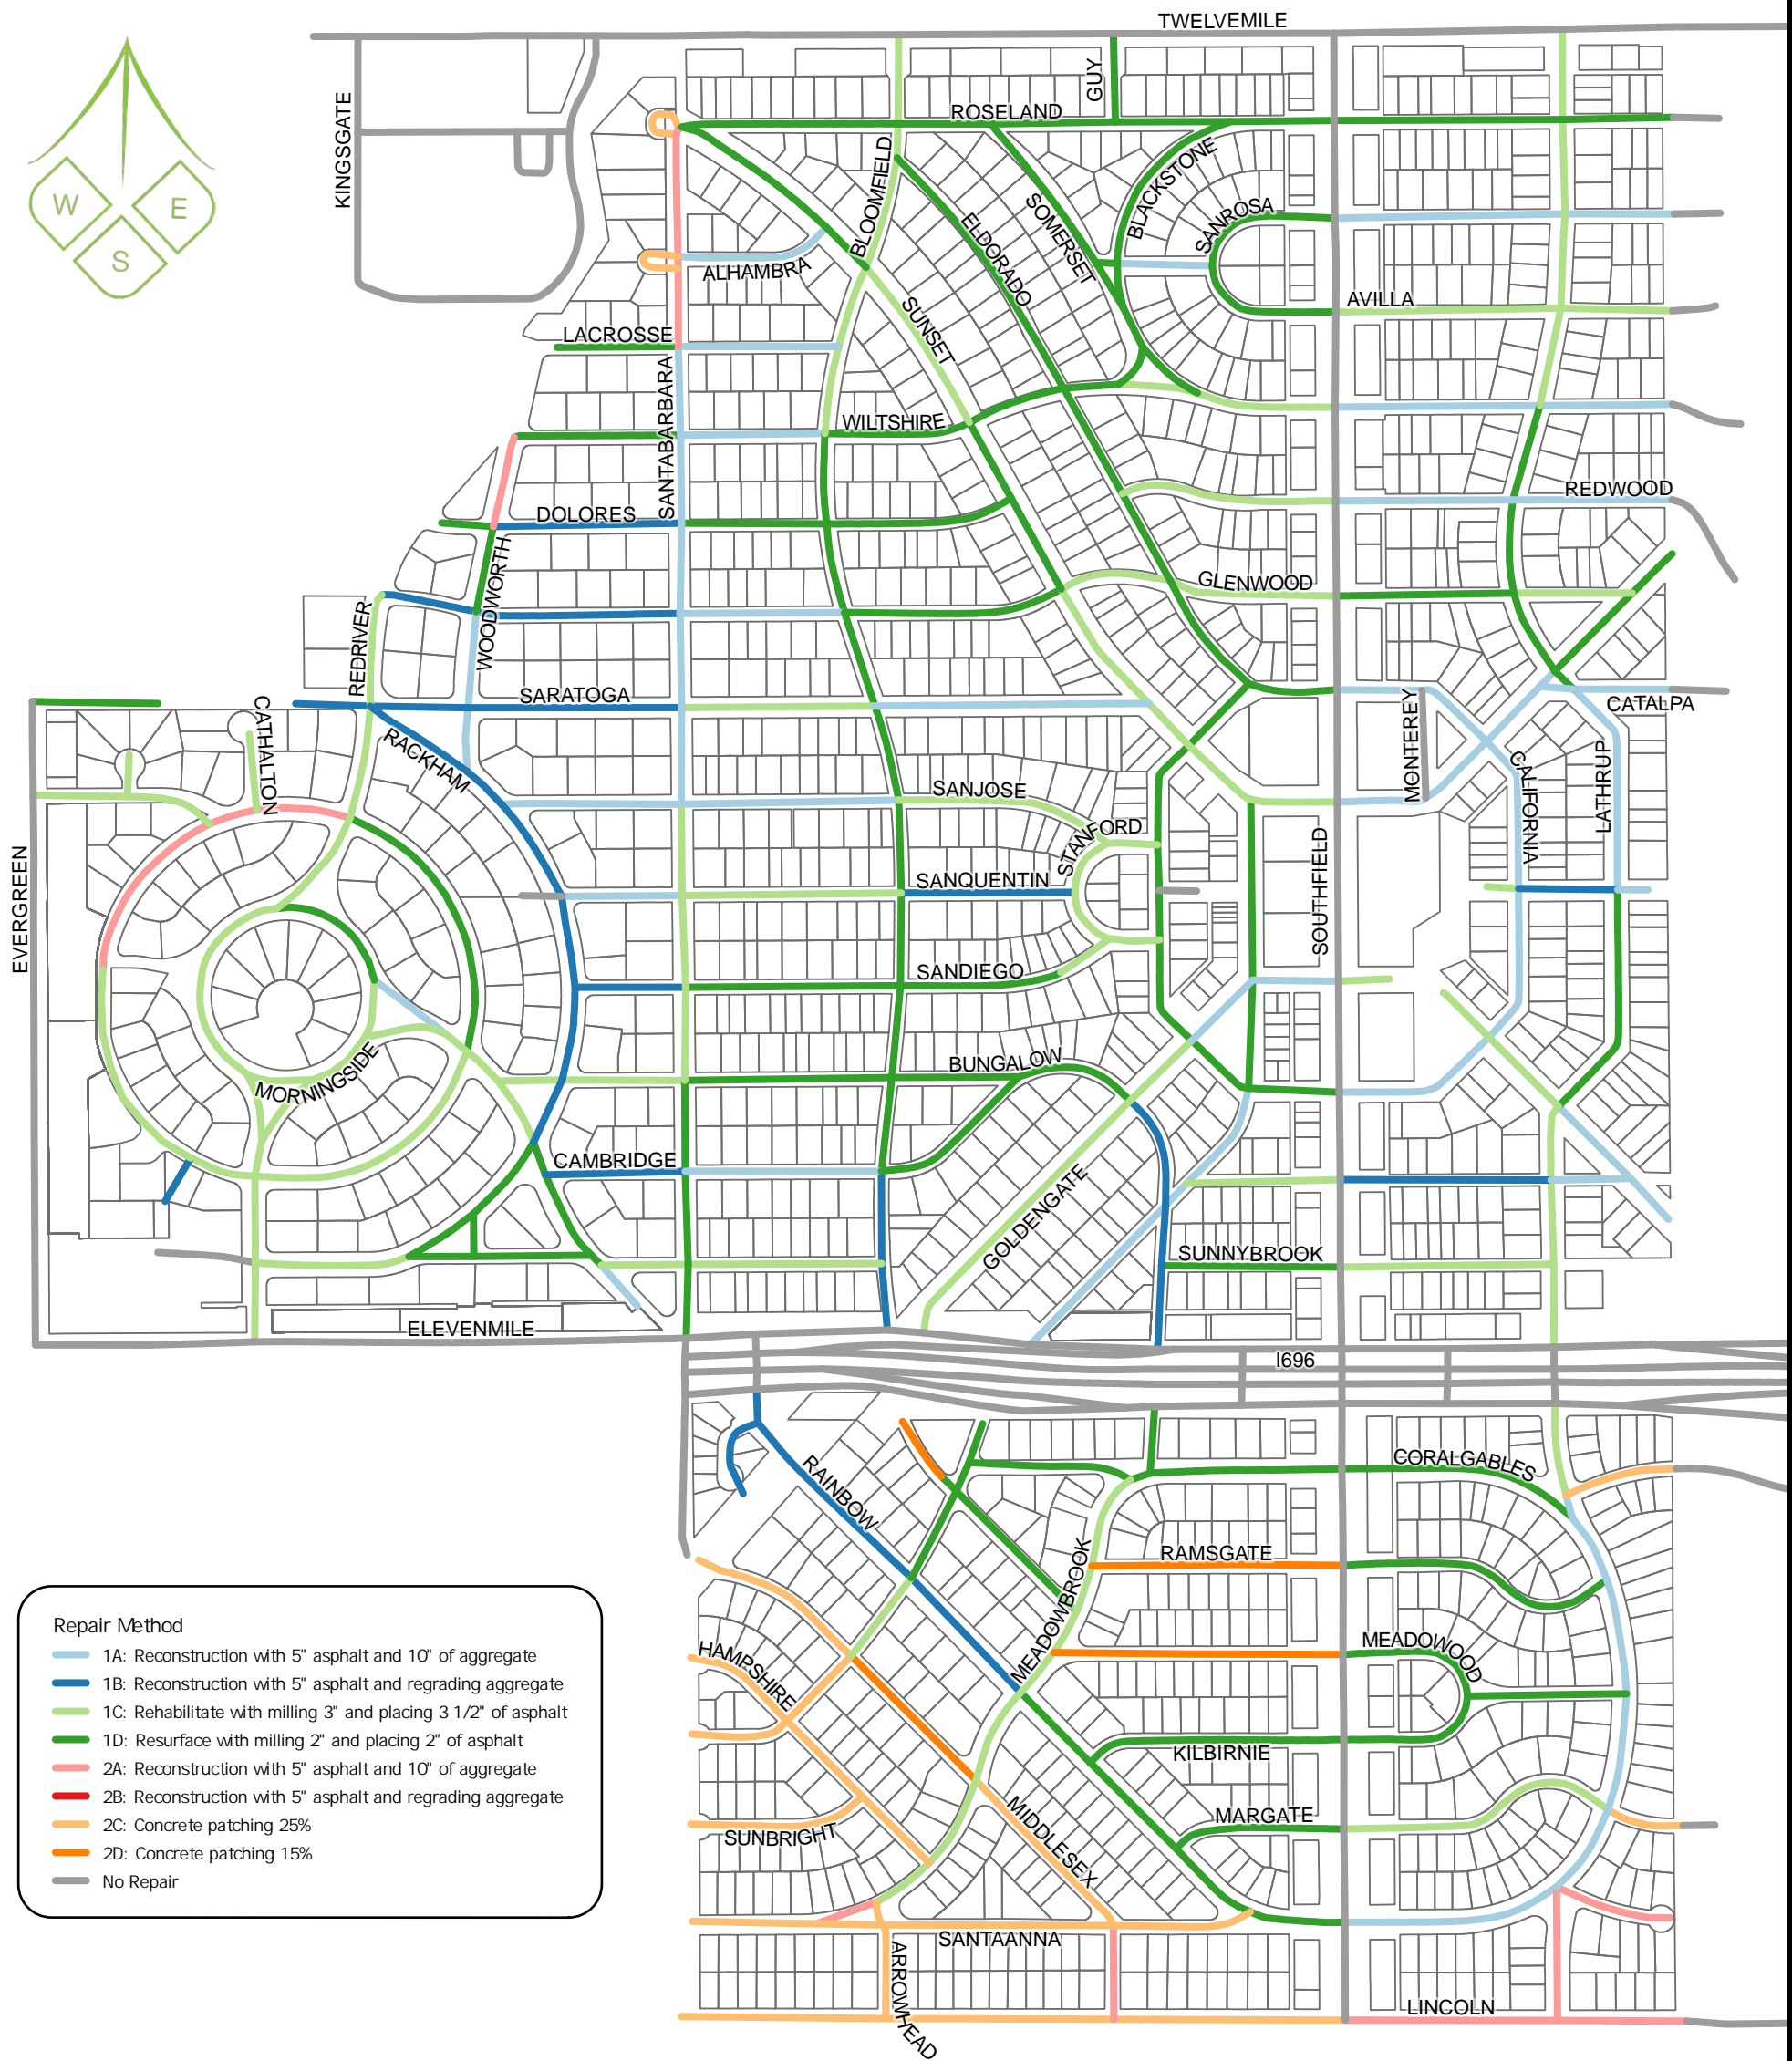 TWELVEMILE
KINGSGATE
GUY
ROSELAND
BLOOMFIELD
BLACKSTONE
W
E
S
SANROSA
ELDORADO
SOMERSET
ALHAMBRA
AVILLA
SUNSET
LACROSSE
SANTABARBARA
WILTSHIRE
REDWOOD
DOLORES
WOODWORTH
GLENWOOD
REDRIVER
SARATOGA
CATHALTON
MONTEREY
CATALPA
RACKHAM
CALIFORNIA
LATHRUP
SANJOSE
STANFORD
EVERGREEN
SANQUENTIN
SOUTHFIELD
SANDIEGO
BUNGALOW
MORNINGSIDE
CAMBRIDGE
GOLDENGATE
SUNNYBROOK
ELEVENMILE
I696
RAINBOW
CORALGABLES
RAMSGATE
MEADOWBROOK
HAMPSHIRE
MEADOWOOD
KILBIRNIE
MIDDLESEX
MARGATE
SUNBRIGHT
SANTAANNA
ARROWHEAD
LINCOLN
Repair Method
1A: Reconstruction with 5" asphalt and 10" of aggregate
1B: Reconstruction with 5" asphalt and regrading aggregate
1C: Rehabilitate with milling 3" and placing 3 1/2" of asphalt
1D: Resurface with milling 2" and placing 2" of asphalt
2A: Reconstruction with 5" asphalt and 10" of aggregate
2B: Reconstruction with 5" asphalt and regrading aggregate
2C: Concrete patching 25%
2D: Concrete patching 15%
No Repair